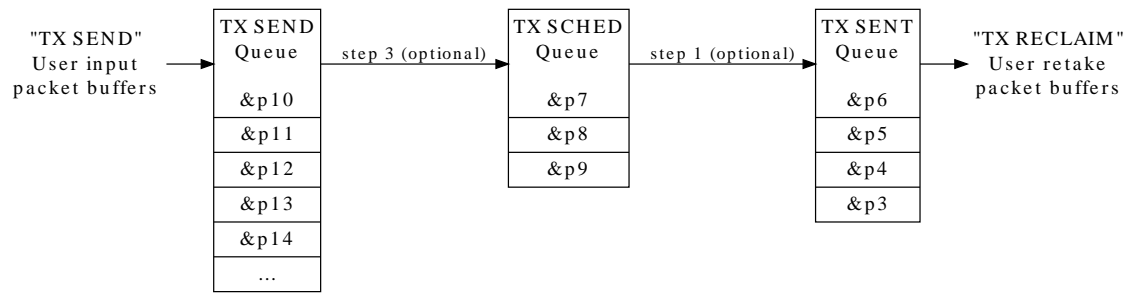 "TX SEND"
User input
packet buffers
TX SEND
Queue
&p10
&p11
&p12
&p13
&p14
...
step 3 (optional)
TX SCHED
Queue
&p7
&p8
&p9
step 1 (optional)
TX SENT
Queue
&p6
&p5
&p4
&p3
"TX RECLAIM"
User retake
packet buffers